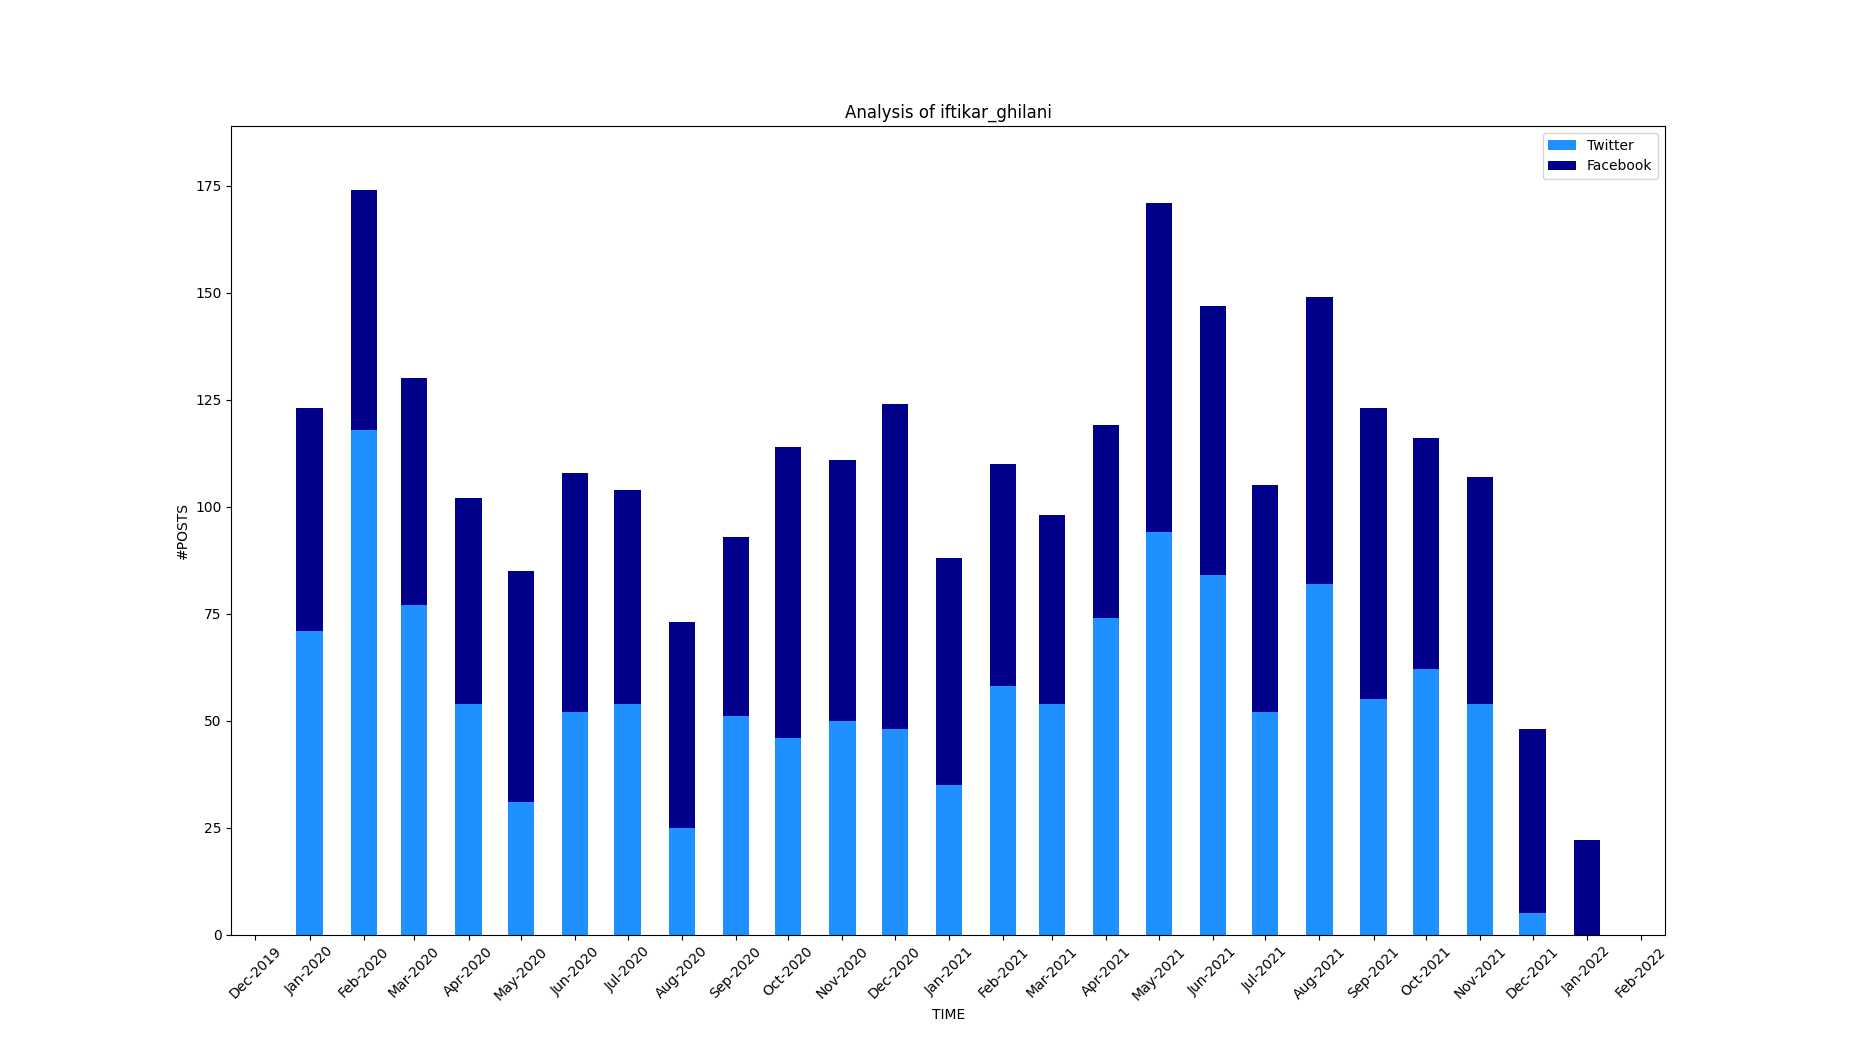 Analysis of iftikar_ghilani
Twitter
Facebook
175
150
125
100
75
50
25
0
#POSTS
Dec-2019
Jan-2020
Feb-2020
Mar-2020
Apr-2020
May-2020
Jun-2020
Jul-2020
Aug-2020
Sep-2020
Oct-2020
Nov-2020
Dec-2020
Jan-2021
Feb-2021
Mar-2021
Apr-2021
May-2021
Jun-2021
Jul-2021
Aug-2021
Sep-2021
Oct-2021
Nov-2021
Dec-2021
Jan-2022
Feb-2022
TIME